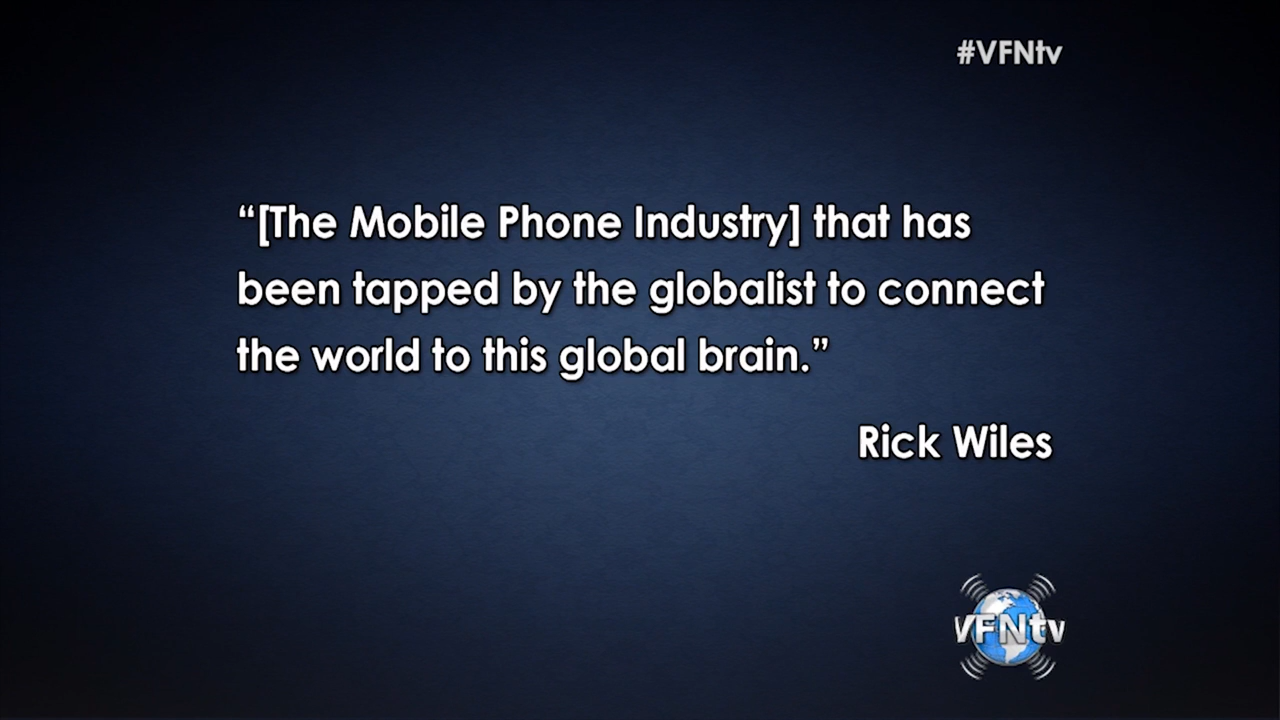 #VFNtv
“[The Mobile Phone Industry] that has
been tapped by the globalist to connect
the world to this global brain.”
Rick Wiles
VFNtv